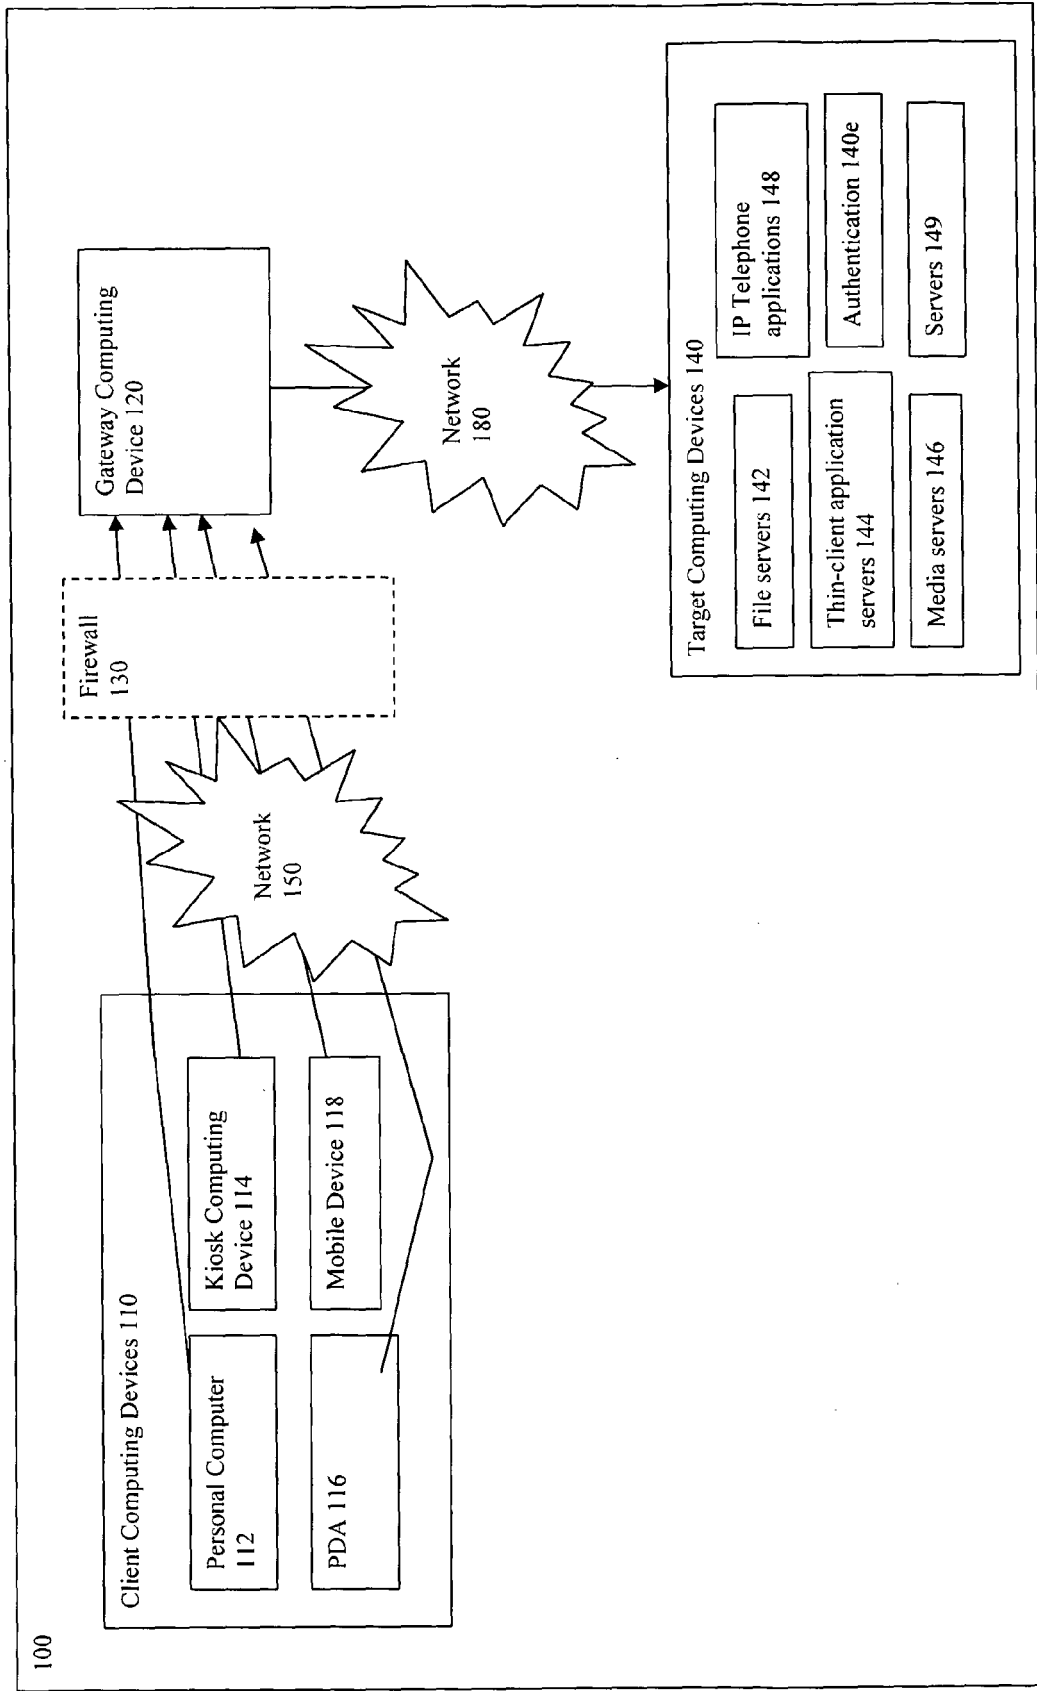 100
Client Computing Devices 110
Personal Computer
112
Kiosk Computing
Device 114
PDA 116
Mobile Device 118
Network
150
Firewall
130
Gateway Computing
Device 120
Network
180
Target Computing Devices 140
File servers 142
IP Telephone
applications 148
Thin-client application
servers 144
Authentication 140e
Media servers 146
Servers 149